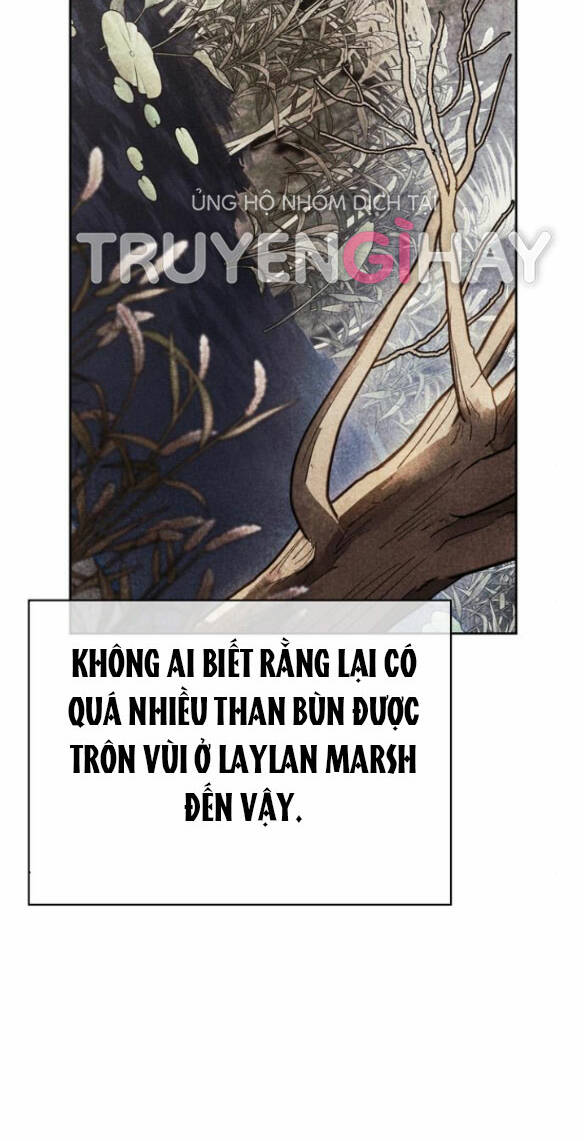 ỦNG HỘ NHÓM DỊCH TẠI
TRUYENGIHAY
KHÔNG AI BIẾT RẰNG LẠI CÓ
QUÁ NHIỀU THAN BÙN ĐƯỢC
TRÔN VÙI Ở LAYLAN MARSH
ĐẾN VẬY.